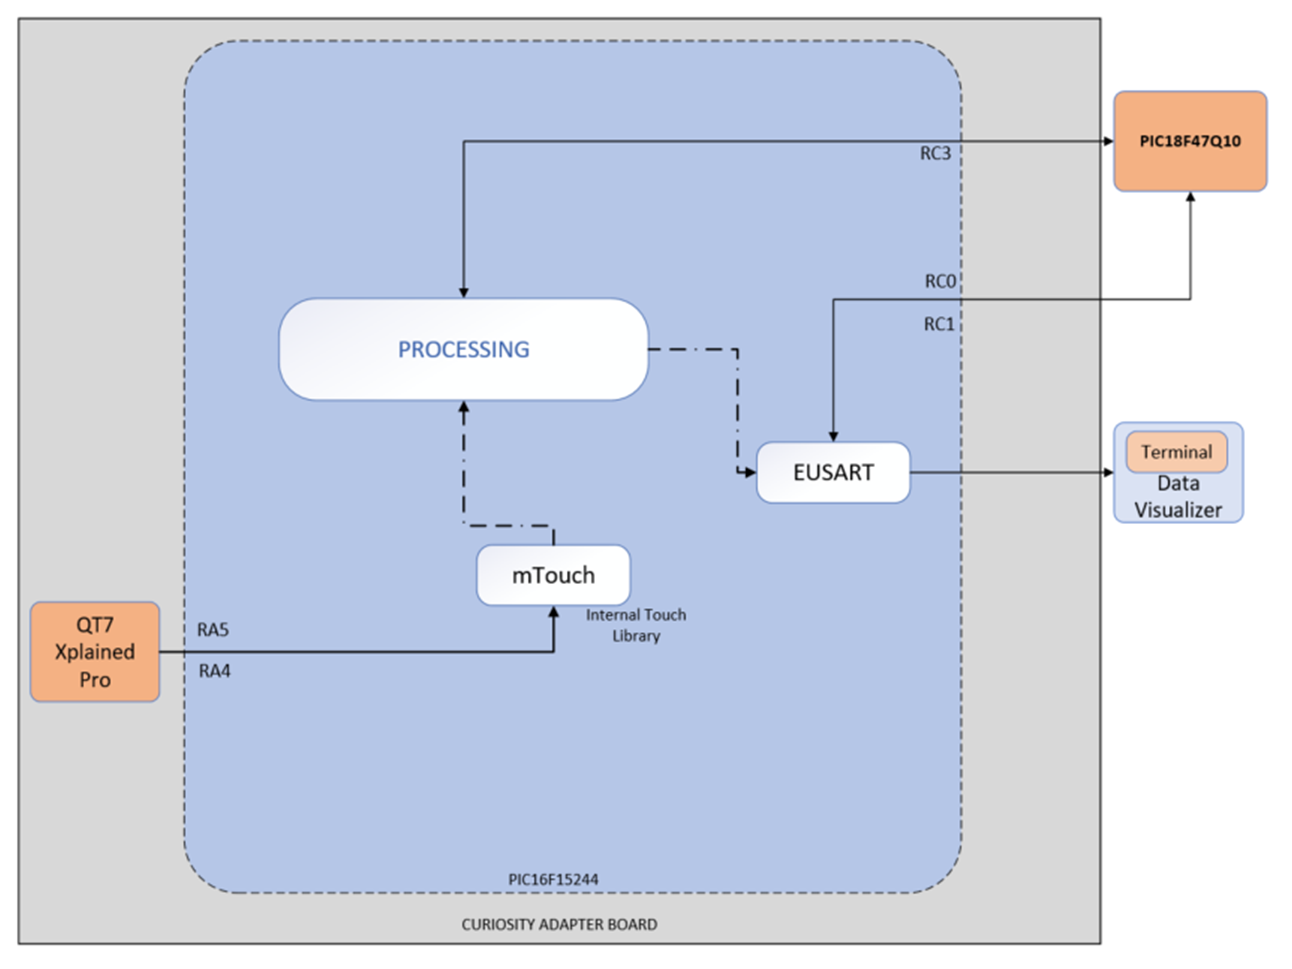 PIC18F47Q10
RC3
RC0
RC1
PROCESSING
EUSART
Terminal
Data
Visualizer
mTouch
Internal Touch
Library
QT7
Xplained
Pro
RA5
RA4
PIC16F15244
CURIOSITY ADAPTER BOARD